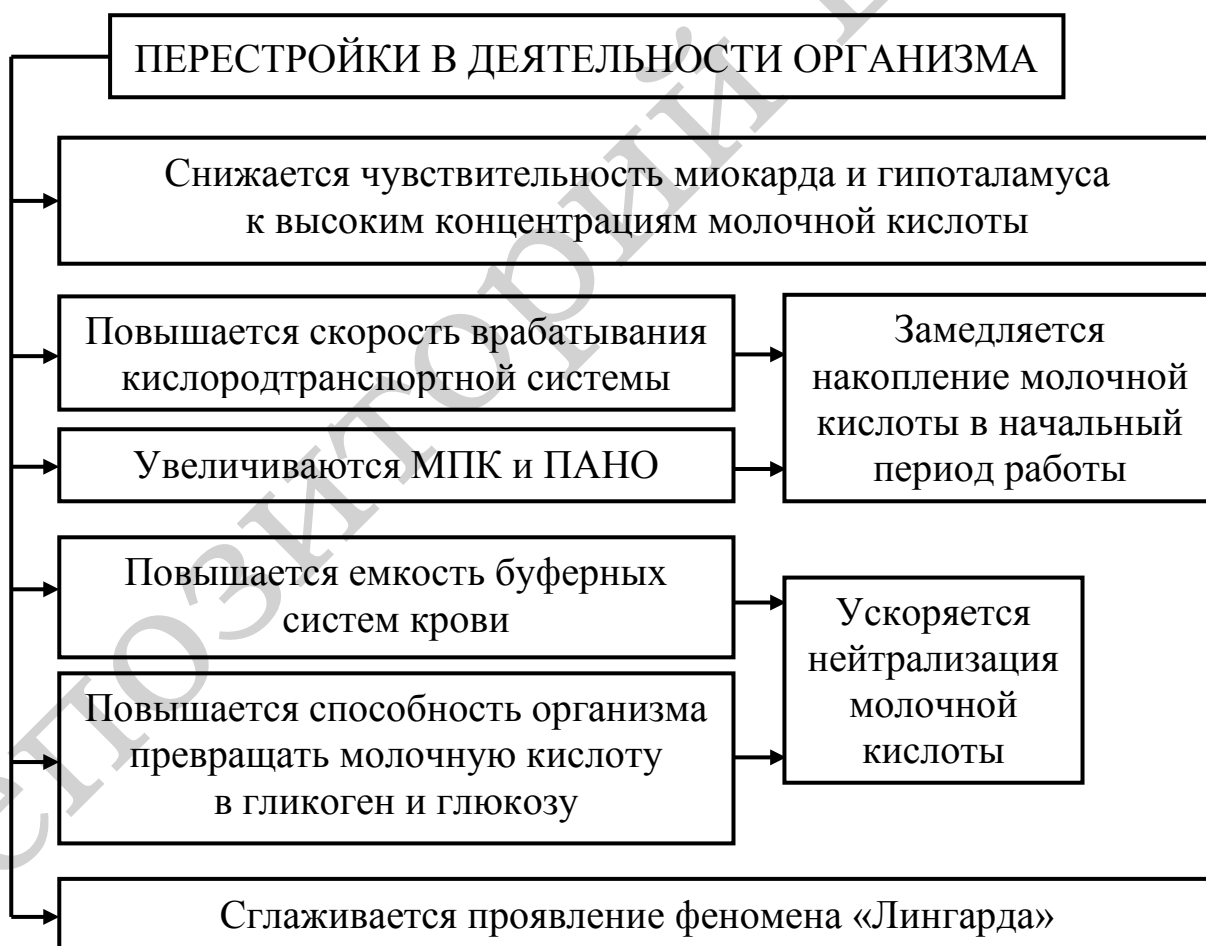 ПЕРЕСТРОЙКИ В ДЕЯТЕЛЬНОСТИ ОРГАНИЗМА
Снижается чувствительность миокарда и гипоталамуса
к высоким концентрациям молочной кислоты
Повышается скорость врабатывания
кислородтранспортной системы
Увеличиваются МПК и ПАНО
Замедляется
накопление молочной
кислоты в начальный
период работы
Повышается емкость буферных
систем крови
Повышается способность организма
превращать молочную кислоту
в гликоген и глюкозу
Ускоряется
нейтрализация
молочной
кислоты
Сглаживается проявление феномена «Лингарда»